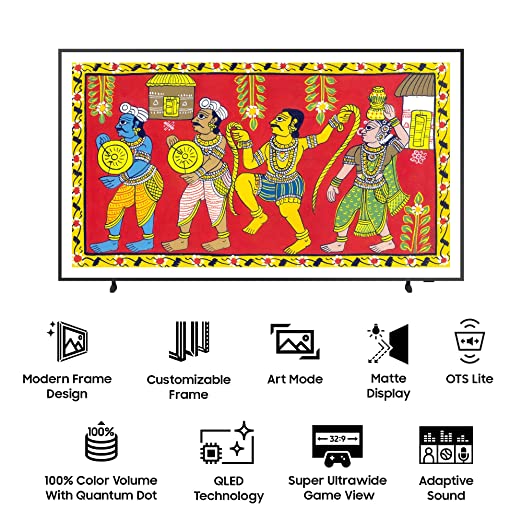 Modern Frame
Design
Customizable
Frame
Art Mode
Matte
Display
OTS Lite
100%
100% Color Volume
With Quantum Dot
QLED
Technology
32:9
Super Ultrawide
Game View
Adaptive
Sound